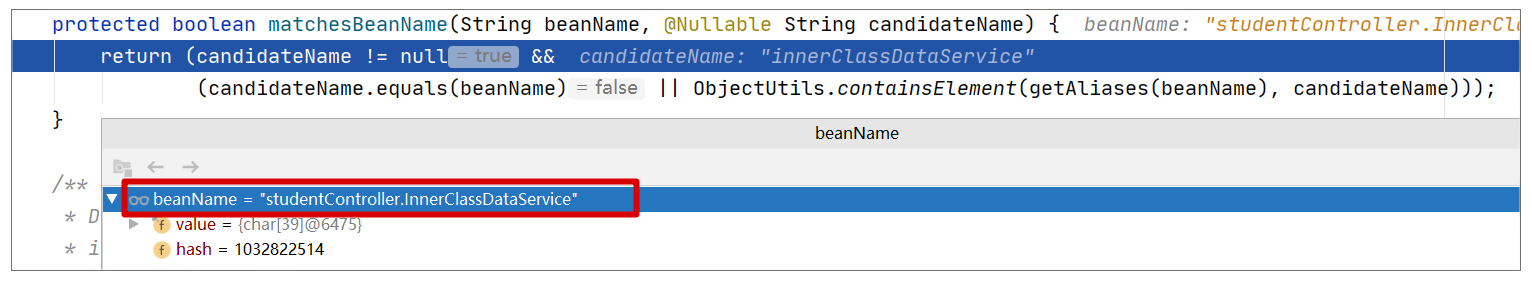 protected boolean matchesBeanName(String beanName, @Nullable String candidateName) {  beanName: "studentController.InnerCl
return (candidateName != null = true &&  candidateName: "innerClassDataService"
(candidateName.equals(beanName) = false || ObjectUtils.containsElement(getAliases(beanName), candidateName)));
}
beanName
/**
beanName = "studentController.InnerClassDataService"
* D
value = {char[39]@6475}
* i
hash = 1032822514